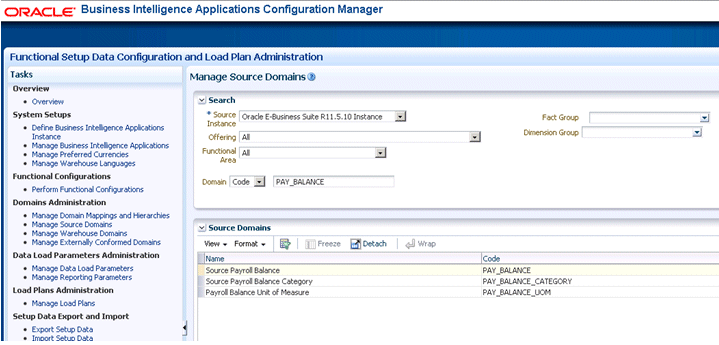 ORACLE Business Intelligence Applications Configuration Manager
Functional Setup Data Configuration and Load Plan Administration
Tasks
Overview
Overview
System Setups
Define Business Intelligence Applications
Instance
Manage Business Intelligence Applications
Manage Preferred Currencies
Manage Warehouse Languages
Functional Configurations
Perform Functional Configurations
Domains Administration
Manage Domain Mappings and Hierarchies
Manage Source Domains
Manage Warehouse Domains
Manage Externally Conformed Domains
Data Load Parameters Administration
Manage Data Load Parameters
Manage Reporting Parameters
Load Plans Administration
Manage Load Plans
Setup Data Export and Import
Export Setup Data
Import Setup Data
Manage Source Domains
Search
* Source
Instance
Oracle E-Business Suite R11.5.10 Instance
Offering All
Functional
Area
All
Domain Code PAY_BALANCE
Fact Group
Dimension Group
Source Domains
View Format Freeze Detach Wrap
Name Code
Source Payroll Balance PAY_BALANCE
Source Payroll Balance Category PAY_BALANCE_CATEGORY
Payroll Balance Unit of Measure PAY_BALANCE_UOM